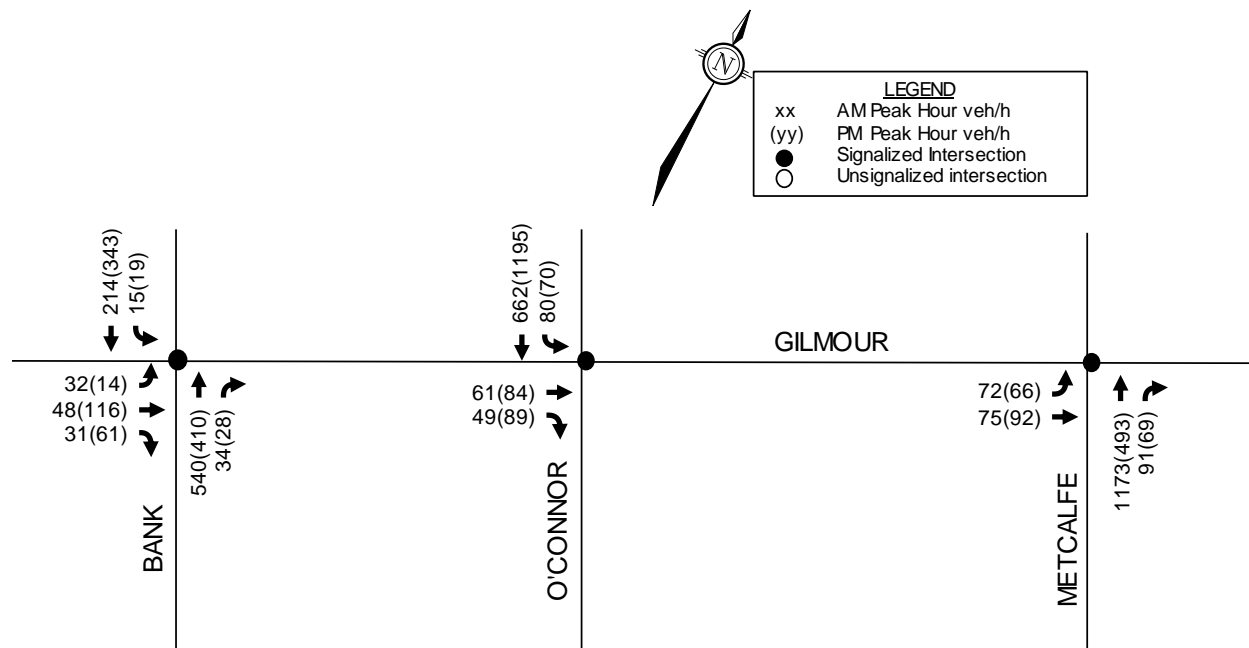 N
LEGEND
xx AM Peak Hour veh/h
(yy) PM Peak Hour veh/h
Signalized Intersection
Unsignalized intersection
214(343)
15(19)
662(1195)
80(70)
GILMOUR
32(14)
48(116)
31(61)
540(410)
34(28)
61(84)
49(89)
72(66)
75(92)
1173(493)
91(69)
BANK
O'CONNOR
METCALFE